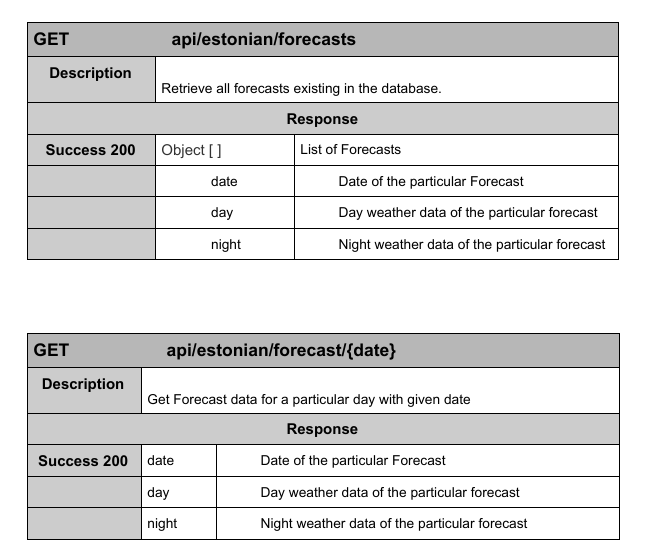 GET api/estonian/forecasts
Description
Retrieve all forecasts existing in the database.
Response
Success 200 Object [ ] List of Forecasts
date Date of the particular Forecast
day Day weather data of the particular forecast
night Night weather data of the particular forecast
GET api/estonian/forecast/{date}
Description
Get Forecast data for a particular day with given date
Response
Success 200 date Date of the particular Forecast
day Day weather data of the particular forecast
night Night weather data of the particular forecast